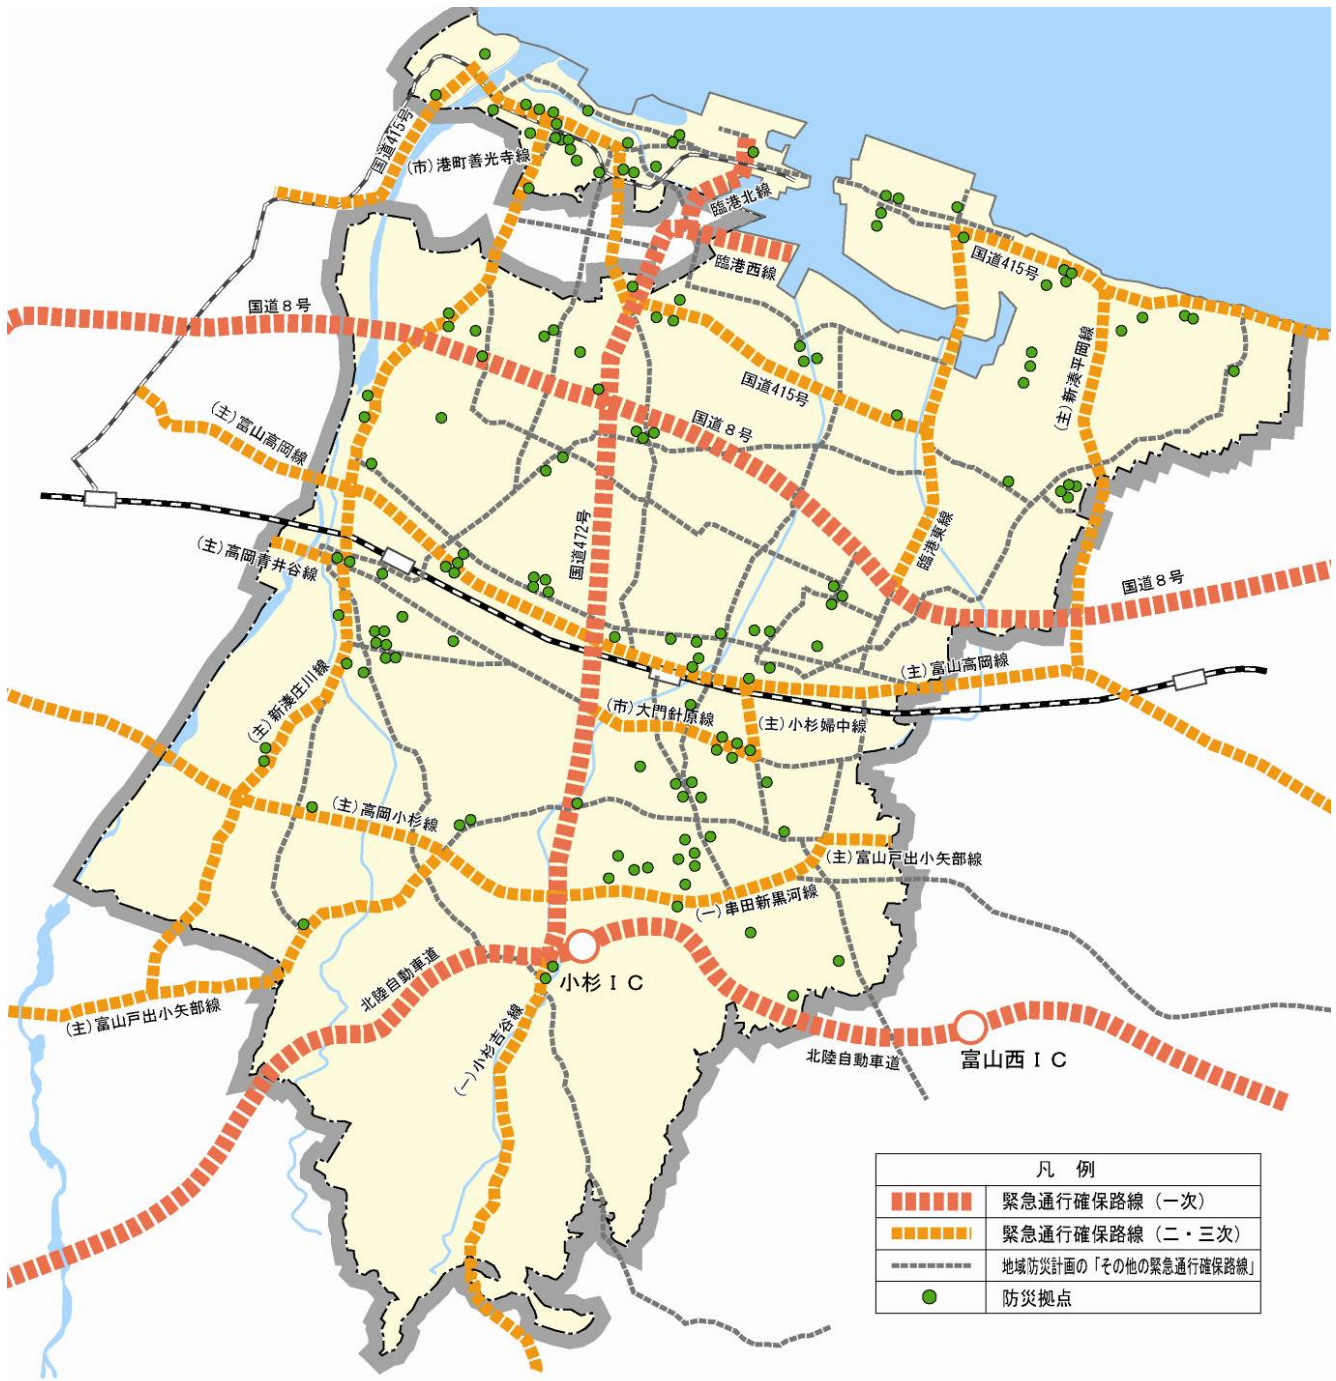 国道415号
(市)港町善光寺線
臨港北線
臨港西線
国道415号
国道８号
(主)新湊平岡線
国道415号
(主)富山高岡線
国道８号
国道472号
臨港東線
(主)高岡青井谷線
国道８号
(主)富山高岡線
(主)新湊庄川線
(市)大門針原線
(主)小杉婦中線
(主)高岡小杉線
(主)富山戸出小矢部線
(一)串田新黒河線
北陸自動車道
小杉ＩＣ
(主)富山戸出小矢部線
(一)小杉吉谷線
北陸自動車道
富山西ＩＣ
凡 例
緊急通行確保路線（一次）
緊急通行確保路線（二・三次）
地域防災計画の「その他の緊急通行確保路線」
防災拠点